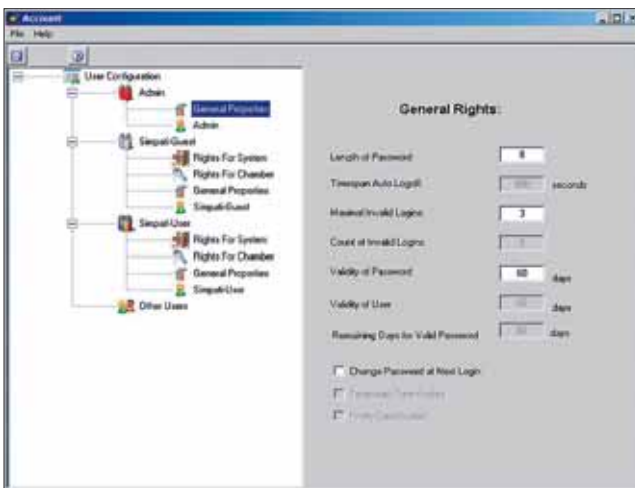 Account
File Help
User Configuration
Admin
General Properties
Admin
Simpati-Guest
Rights For System
Rights For Chamber
General Properties
Simpati-Guest
Simpati-User
Rights For System
Rights For Chamber
General Properties
Simpati-User
Other Users
General Rights:
Length of Password
Timespan Auto Logoff
seconds
Maximal Invalid Logins
3
Count of Invalid Logins
Validity of Password
60
days
Validity of User
days
Remaining Days for Valid Password
days
Change Password at Next Login